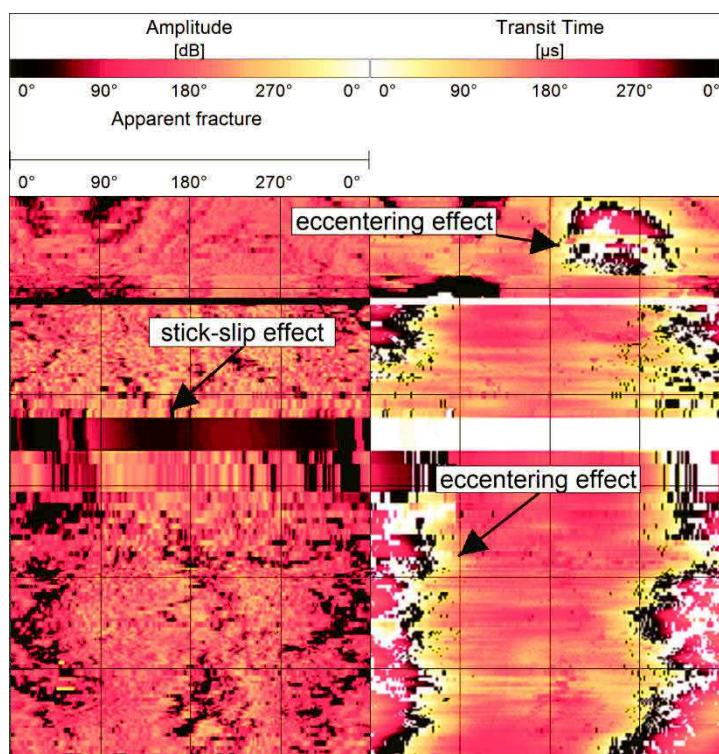 Amplitude
[dB]
Transit Time
[µs]
0° 90° 180° 270° 0°
0° 90° 180° 270° 0°
Apparent fracture
0° 90° 180° 270° 0°
eccentering effect
stick-slip effect
eccentering effect